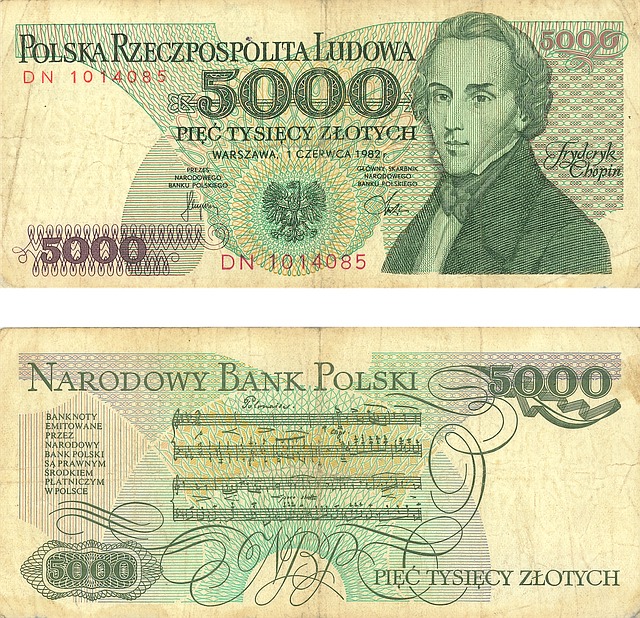 POLSKA RZECZPOSPOLITA LUDOWA
5000
DN 1014085
5000
PIĘĆ TYSIĘCY ZŁOTYCH
WARSZAWA, 1 CZERWCA 1982 r.
PREZES
NARODOWEGO
BANKU POLSKIEGO
GŁÓWNY SKARBNIK
NARODOWEGO
BANKU POLSKIEGO
Fryderyk
Chopin
5000
DN 1014085
NARODOWY BANK POLSKI
5000
BANKNOTY
EMITOWANE
PRZEZ
NARODOWY
BANK POLSKI
SĄ PRAWNYM
ŚRODKIEM
PŁATNICZYM
W POLSCE
NBP
5000
PIĘĆ TYSIĘCY ZŁOTYCH